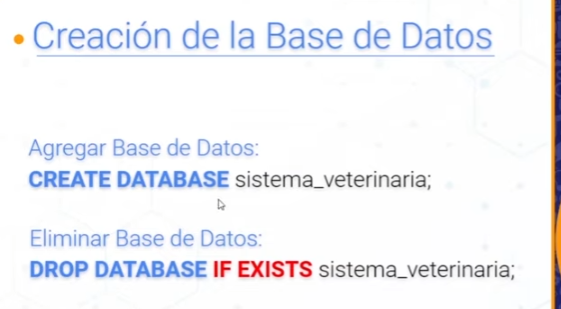 • Creación de la Base de Datos
Agregar Base de Datos:
CREATE DATABASE sistema_veterinaria;
Eliminar Base de Datos:
DROP DATABASE IF EXISTS sistema_veterinaria;